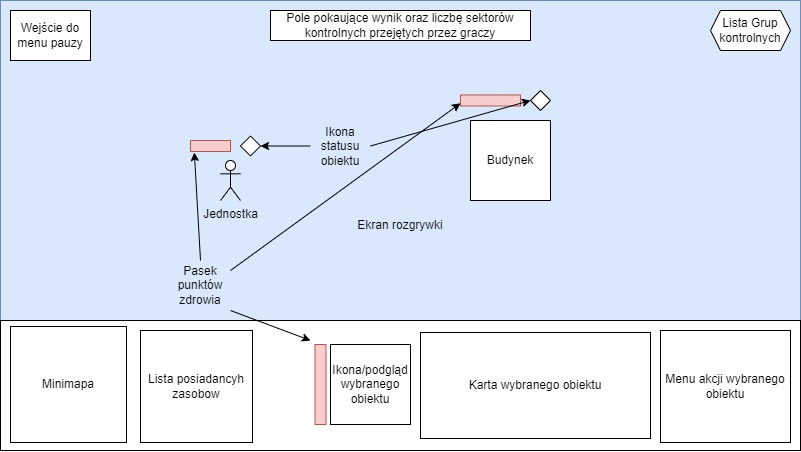 Wejście do
menu pauzy
Pole pokaujące wynik oraz liczbę sektorów
kontrolnych przejętych przez graczy
Lista Grup
kontrolnych
Ikona
statusu
obiektu
Budynek
Jednostka
Ekran rozgrywki
Pasek
punktów
zdrowia
Minimapa
Lista posiadancyh
zasobow
Ikona/podgląd
wybranego
obiektu
Karta wybranego obiektu
Menu akcji wybranego
obiektu